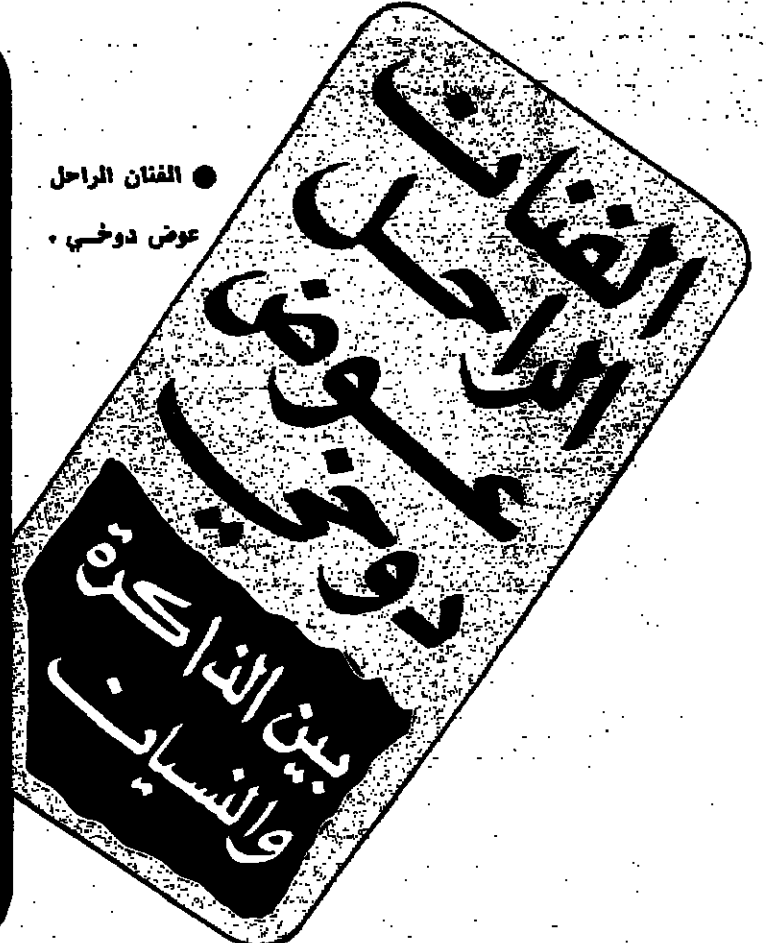 ● الفنان الراحل
عوض دوخي .
الفنان
الراحل
عوض
دوخي
بين الذاكرة
والنسيان